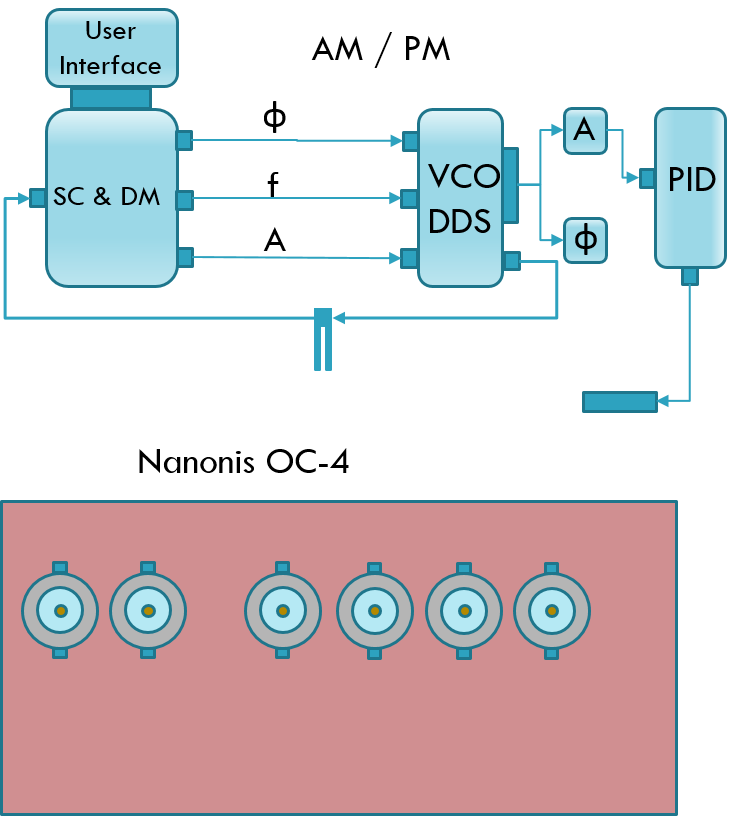 User
Interface
AM / PM
ϕ
A
SC & DM
f
VCO
DDS
PID
A
ϕ
Nanonis OC-4